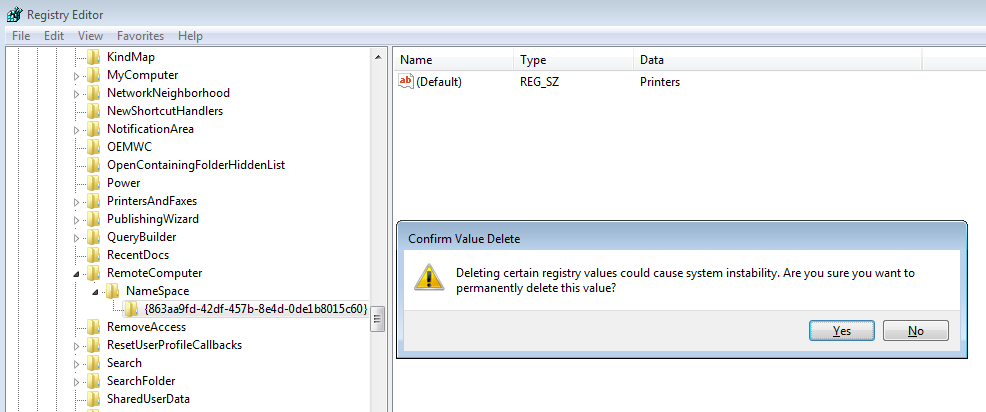 Registry Editor
File Edit View Favorites Help
KindMap
MyComputer
NetworkNeighborhood
NewShortcutHandlers
NotificationArea
OEMWC
OpenContainingFolderHiddenList
Power
PrintersAndFaxes
PublishingWizard
QueryBuilder
RecentDocs
RemoteComputer
NameSpace
{863aa9fd-42df-457b-8e4d-0de1b8015c60}
RemoveAccess
ResetUserProfileCallbacks
Search
SearchFolder
SharedUserData
Name Type Data
ab (Default) REG_SZ Printers
Confirm Value Delete
Deleting certain registry values could cause system instability. Are you sure you want to
permanently delete this value?
Yes No